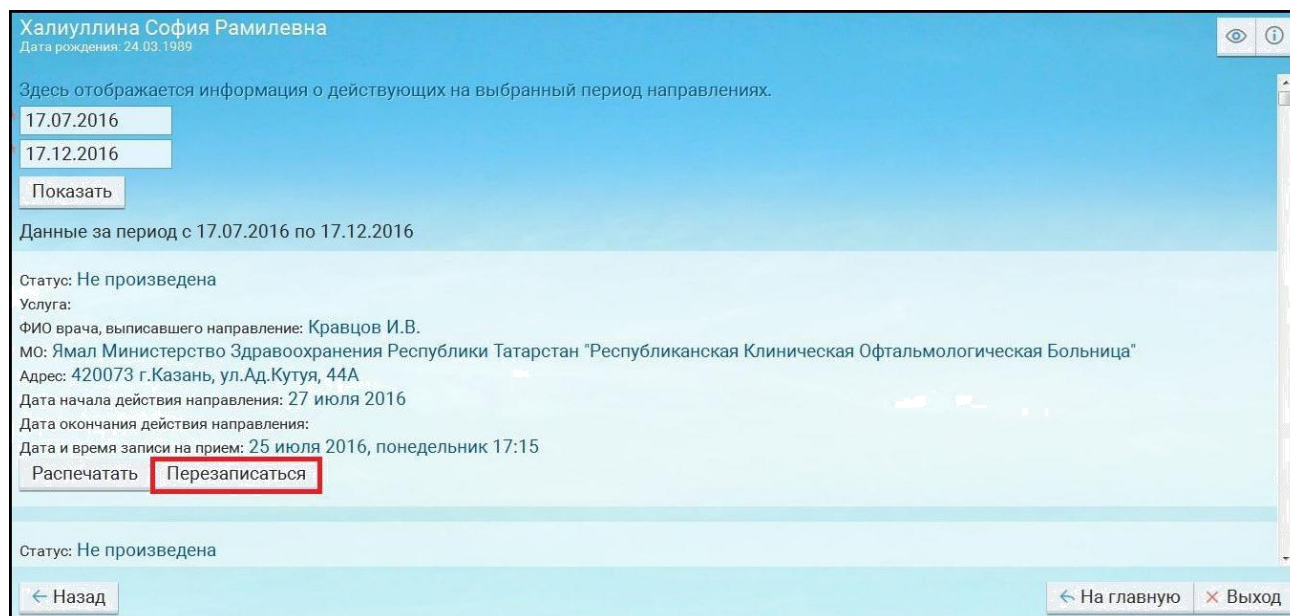 Халиуллина София Рамилевна
Дата рождения: 24.03.1989
Здесь отображается информация о действующих на выбранный период направлениях.
17.07.2016
17.12.2016
Показать
Данные за период с 17.07.2016 по 17.12.2016
Статус: Не произведена
Услуга:
ФИО врача, выписавшего направление: Кравцов И.В.
МО: Ямал Министерство Здравоохранения Республики Татарстан "Республиканская Клиническая Офтальмологическая Больница"
Адрес: 420073 г.Казань, ул.Ад.Кутуя, 44А
Дата начала действия направления: 27 июля 2016
Дата окончания действия направления:
Дата и время записи на прием: 25 июля 2016, понедельник 17:15
Распечатать Перезаписаться
Статус: Не произведена
Назад На главную Выход